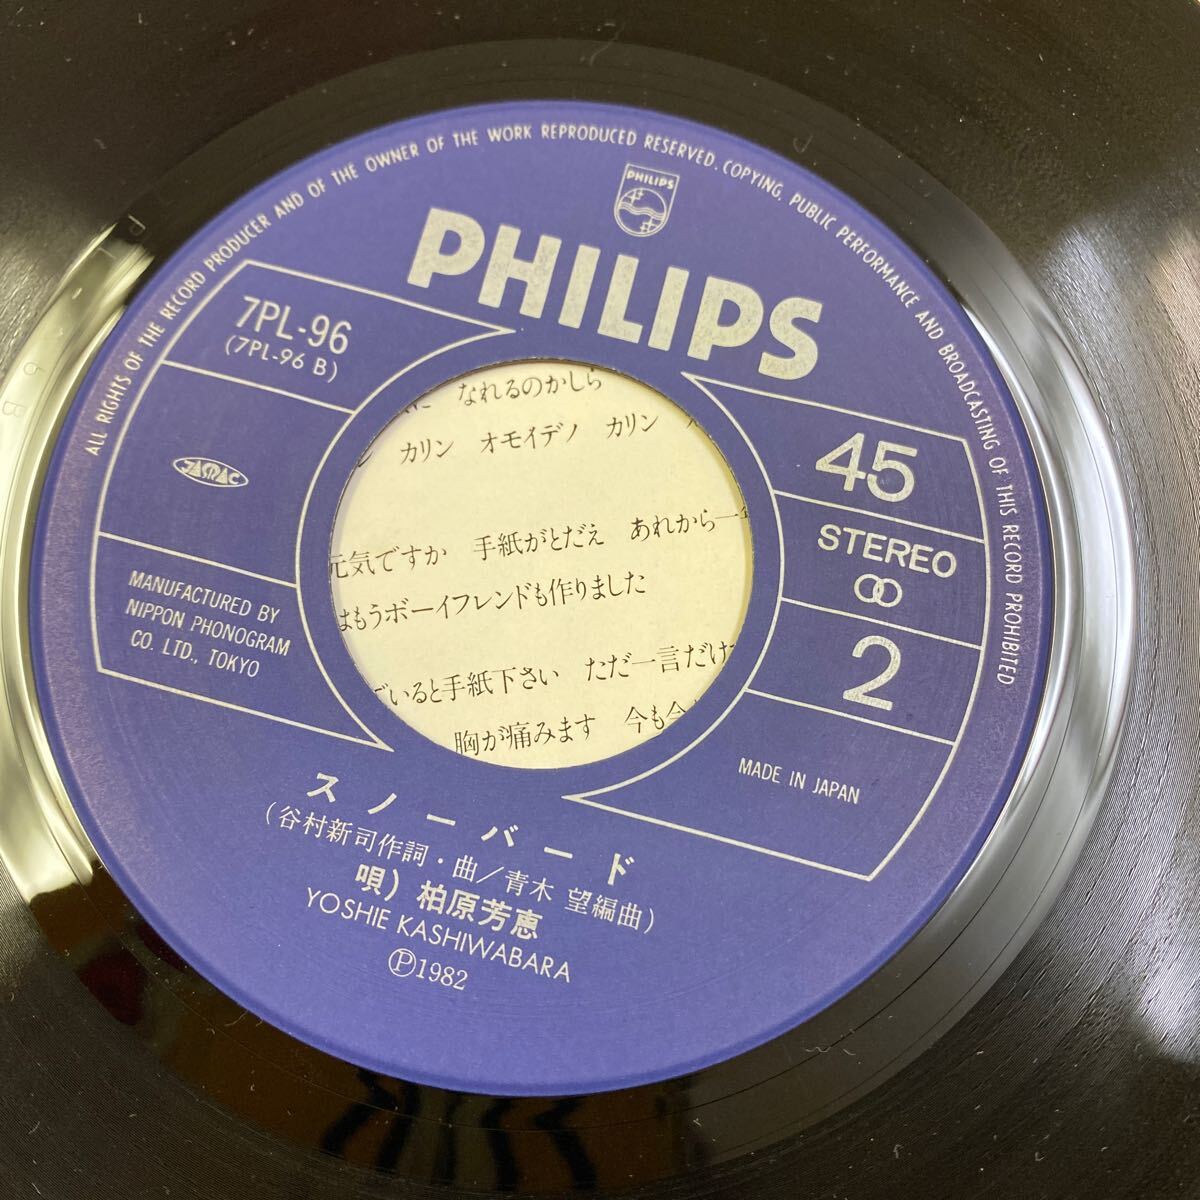 ALL RIGHTS OF THE RECORD PRODUCER AND OF THE OWNER OF THE WORK REPRODUCED RESERVED. COPYING, PUBLIC PERFORMANCE AND BROADCASTING OF THIS RECORD PROHIBITED
PHILIPS
PHILIPS
7PL-96
(7PL-96 B)
JASRAC
MANUFACTURED BY
NIPPON PHONOGRAM
CO. LTD., TOKYO
45
STEREO
2
MADE IN JAPAN
なれるのかしら
カリン オモイデノ カリン
元気ですか 手紙がとだえ あれから一年
はもうボーイフレンドも作りました
でいると手紙下さい ただ一言だけ
胸が痛みます 今も
スノーバード
(谷村新司作詞・曲/青木 望編曲)
唄) 柏原芳恵
YOSHIE KASHIWABARA
Ⓟ1982